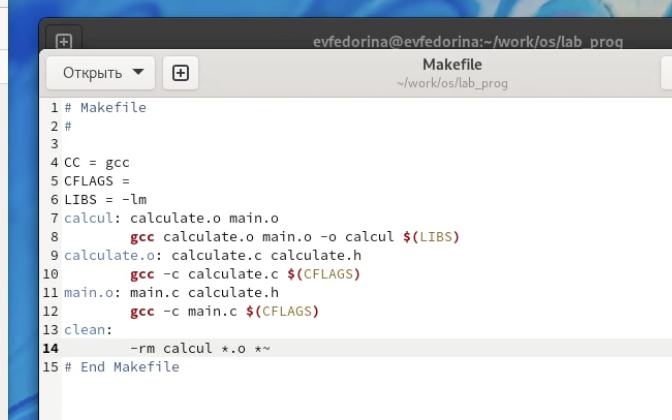 evfedorina@evfedorina:~/work/os/lab_prog
Открыть
Makefile
~/work/os/lab_prog
1 # Makefile
2 #
3
4 CC = gcc
5 CFLAGS =
6 LIBS = -lm
7 calcul: calculate.o main.o
8 gcc calculate.o main.o -o calcul $(LIBS)
9 calculate.o: calculate.c calculate.h
10 gcc -c calculate.c $(CFLAGS)
11 main.o: main.c calculate.h
12 gcc -c main.c $(CFLAGS)
13 clean:
14 -rm calcul *.o *~
15 # End Makefile